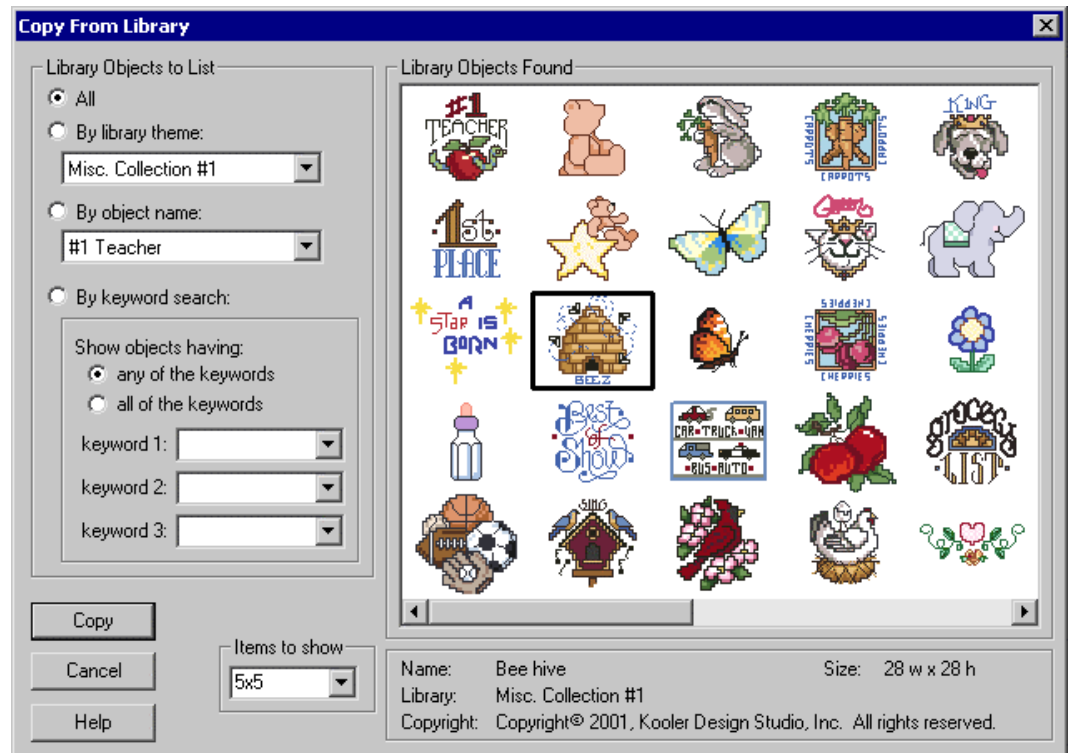 Copy From Library
Library Objects to List
All
By library theme:
Misc. Collection #1
By object name:
#1 Teacher
By keyword search:
Show objects having:
any of the keywords
all of the keywords
keyword 1:
keyword 2:
keyword 3:
Copy
Cancel
Help
Items to show
5x5
Library Objects Found
#1
TEACHER
CARROTS
CARROTS
CARROTS
KING
1st
PLACE
A
STAR IS
BORN
BEEZ
CHERRIES
CHERRIES
CHERRIES
CHERRIES
Best
of
Show
CAR•TRUCK•VAN
•BUS•AUTO•
GROCERY
•LIST•
SING
Name: Bee hive Size: 28 w x 28 h
Library: Misc. Collection #1
Copyright: Copyright© 2001, Kooler Design Studio, Inc. All rights reserved.